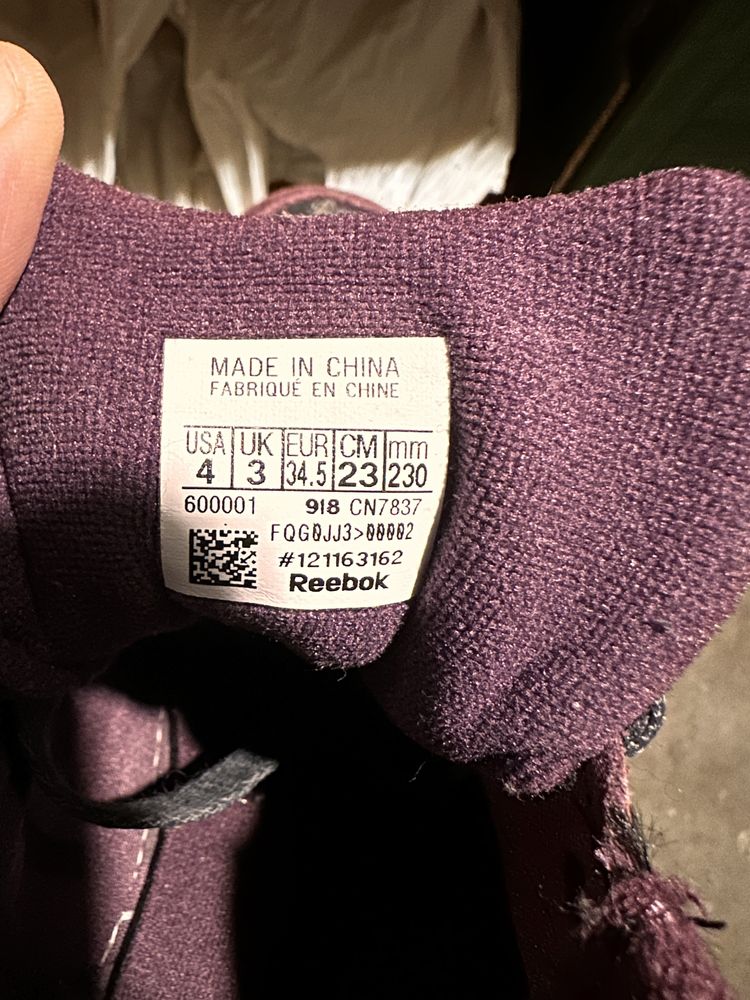 MADE IN CHINA
FABRIQUÉ EN CHINE
USA UK EUR CM mm
4 3 34.5 23 230
600001 918 CN7837
FQG0JJ3>00002
#121163162
Reebok